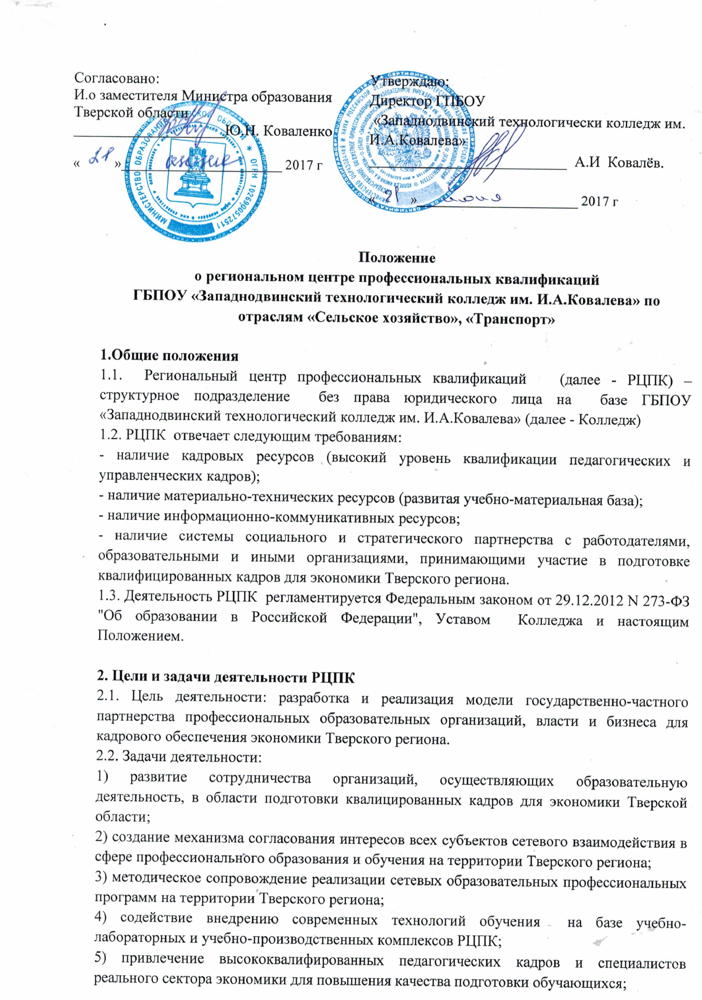 Согласовано:
И.о заместителя Министра образования
Тверской области
Ю.Н. Коваленко
« » 2017 г
Утверждаю:
Директор ГПБОУ
«Западнодвинский технологически колледж им.
И.А.Ковалева»
А.И Ковалёв.
« » июня 2017 г
МИНИСТЕРСТВО ОБРАЗОВАНИЯ ТВЕРСКОЙ ОБЛАСТИ * ОГРН 1026900572511
Положение
о региональном центре профессиональных квалификаций
ГБПОУ «Западнодвинский технологический колледж им. И.А.Ковалева» по
отраслям «Сельское хозяйство», «Транспорт»
1.Общие положения
1.1. Региональный центр профессиональных квалификаций (далее - РЦПК) –
структурное подразделение без права юридического лица на базе ГБПОУ
«Западнодвинский технологический колледж им. И.А.Ковалева» (далее - Колледж)
1.2. РЦПК отвечает следующим требованиям:
- наличие кадровых ресурсов (высокий уровень квалификации педагогических и
управленческих кадров);
- наличие материально-технических ресурсов (развитая учебно-материальная база);
- наличие информационно-коммуникативных ресурсов;
- наличие системы социального и стратегического партнерства с работодателями,
образовательными и иными организациями, принимающими участие в подготовке
квалифицированных кадров для экономики Тверского региона.
1.3. Деятельность РЦПК регламентируется Федеральным законом от 29.12.2012 N 273-ФЗ
"Об образовании в Российской Федерации", Уставом Колледжа и настоящим
Положением.
2. Цели и задачи деятельности РЦПК
2.1. Цель деятельности: разработка и реализация модели государственно-частного
партнерства профессиональных образовательных организаций, власти и бизнеса для
кадрового обеспечения экономики Тверского региона.
2.2. Задачи деятельности:
1) развитие сотрудничества организаций, осуществляющих образовательную
деятельность, в области подготовки квалицированных кадров для экономики Тверской
области;
2) создание механизма согласования интересов всех субъектов сетевого взаимодействия в
сфере профессионального образования и обучения на территории Тверского региона;
3) методическое сопровождение реализации сетевых образовательных профессиональных
программ на территории Тверского региона;
4) содействие внедрению современных технологий обучения на базе учебно-
лабораторных и учебно-производственных комплексов РЦПК;
5) привлечение высококвалифированных педагогических кадров и специалистов
реального сектора экономики для повышения качества подготовки обучающихся;